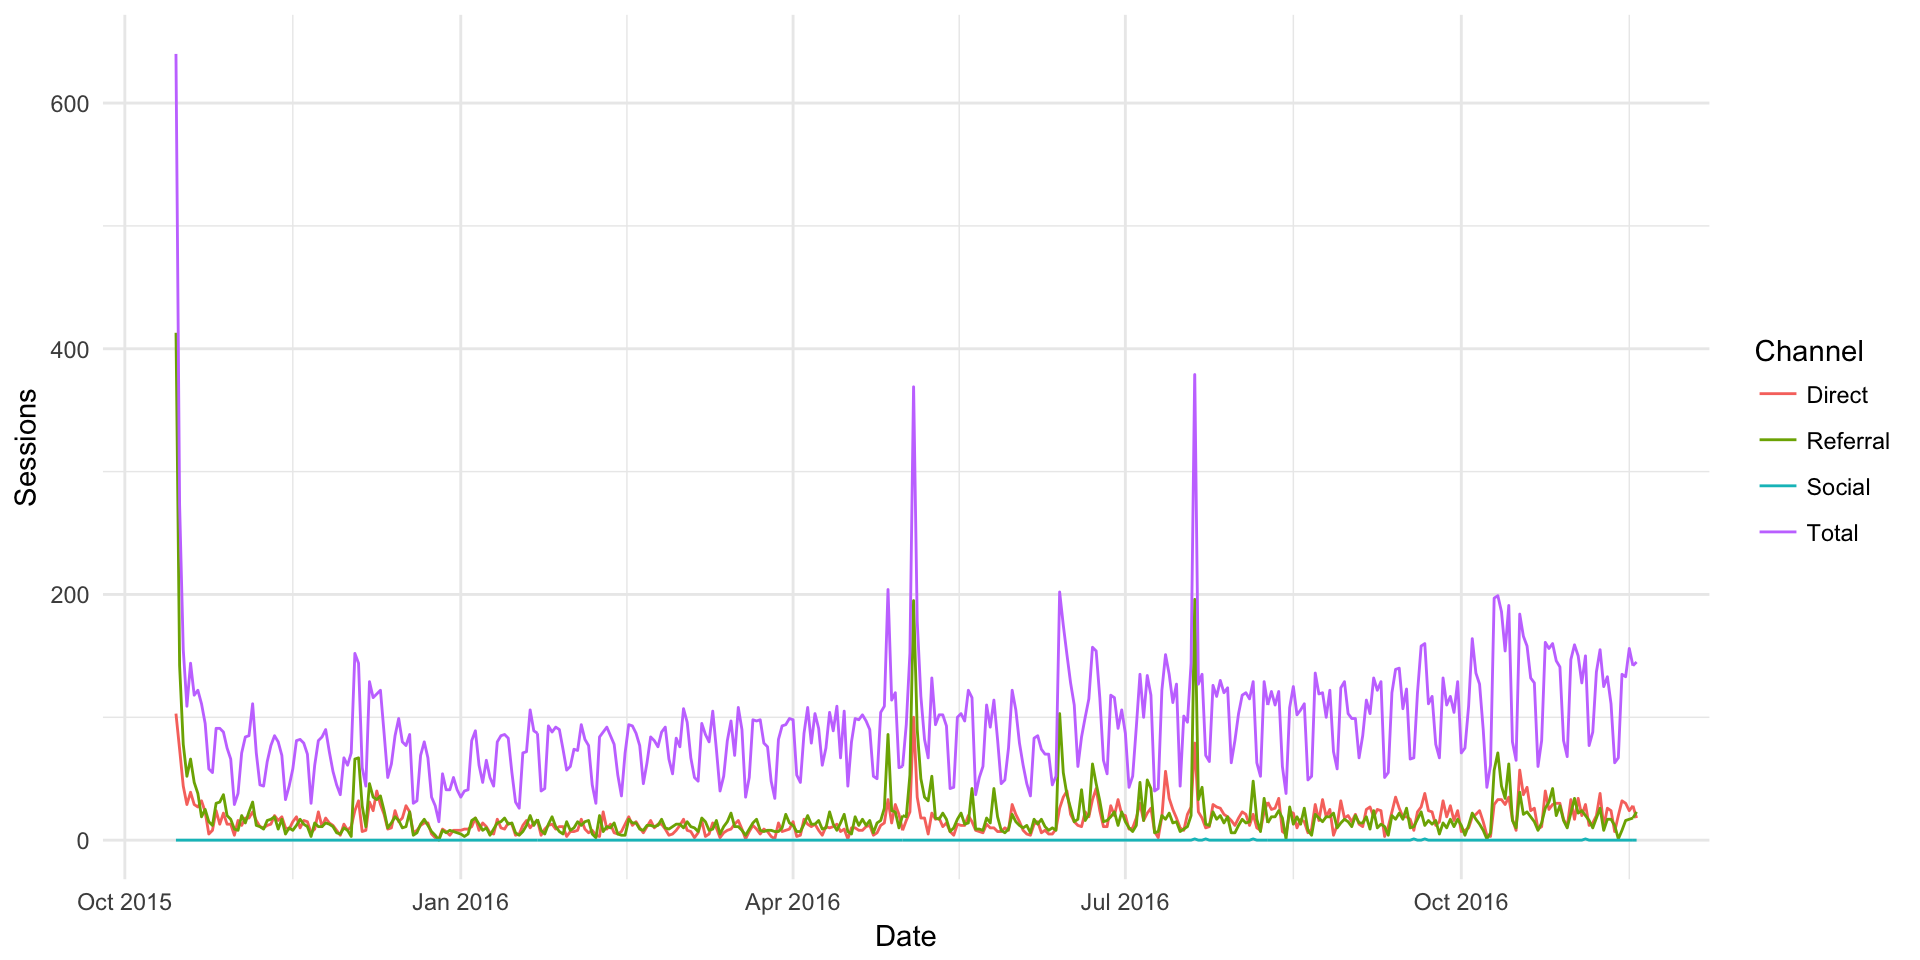 600
400
200
0
Sessions
Oct 2015
Jan 2016
Apr 2016
Jul 2016
Oct 2016
Date
Channel
Direct
Referral
Social
Total